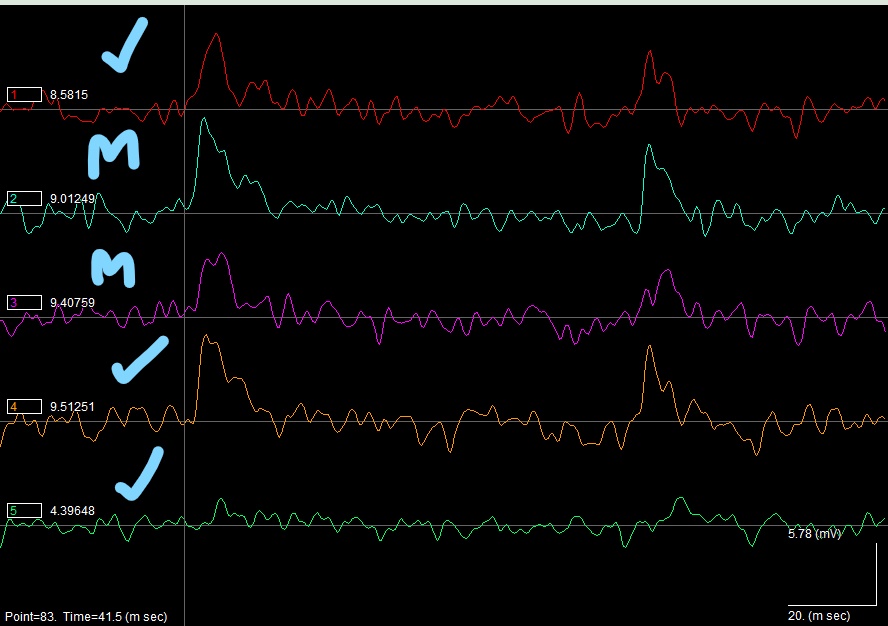 1 8.5815
M
2 9.01249
M
3 9.40759
4 9.51251
5 4.39648
5.78 (mV)
Point=83. Time=41.5 (m sec)
20. (m sec)